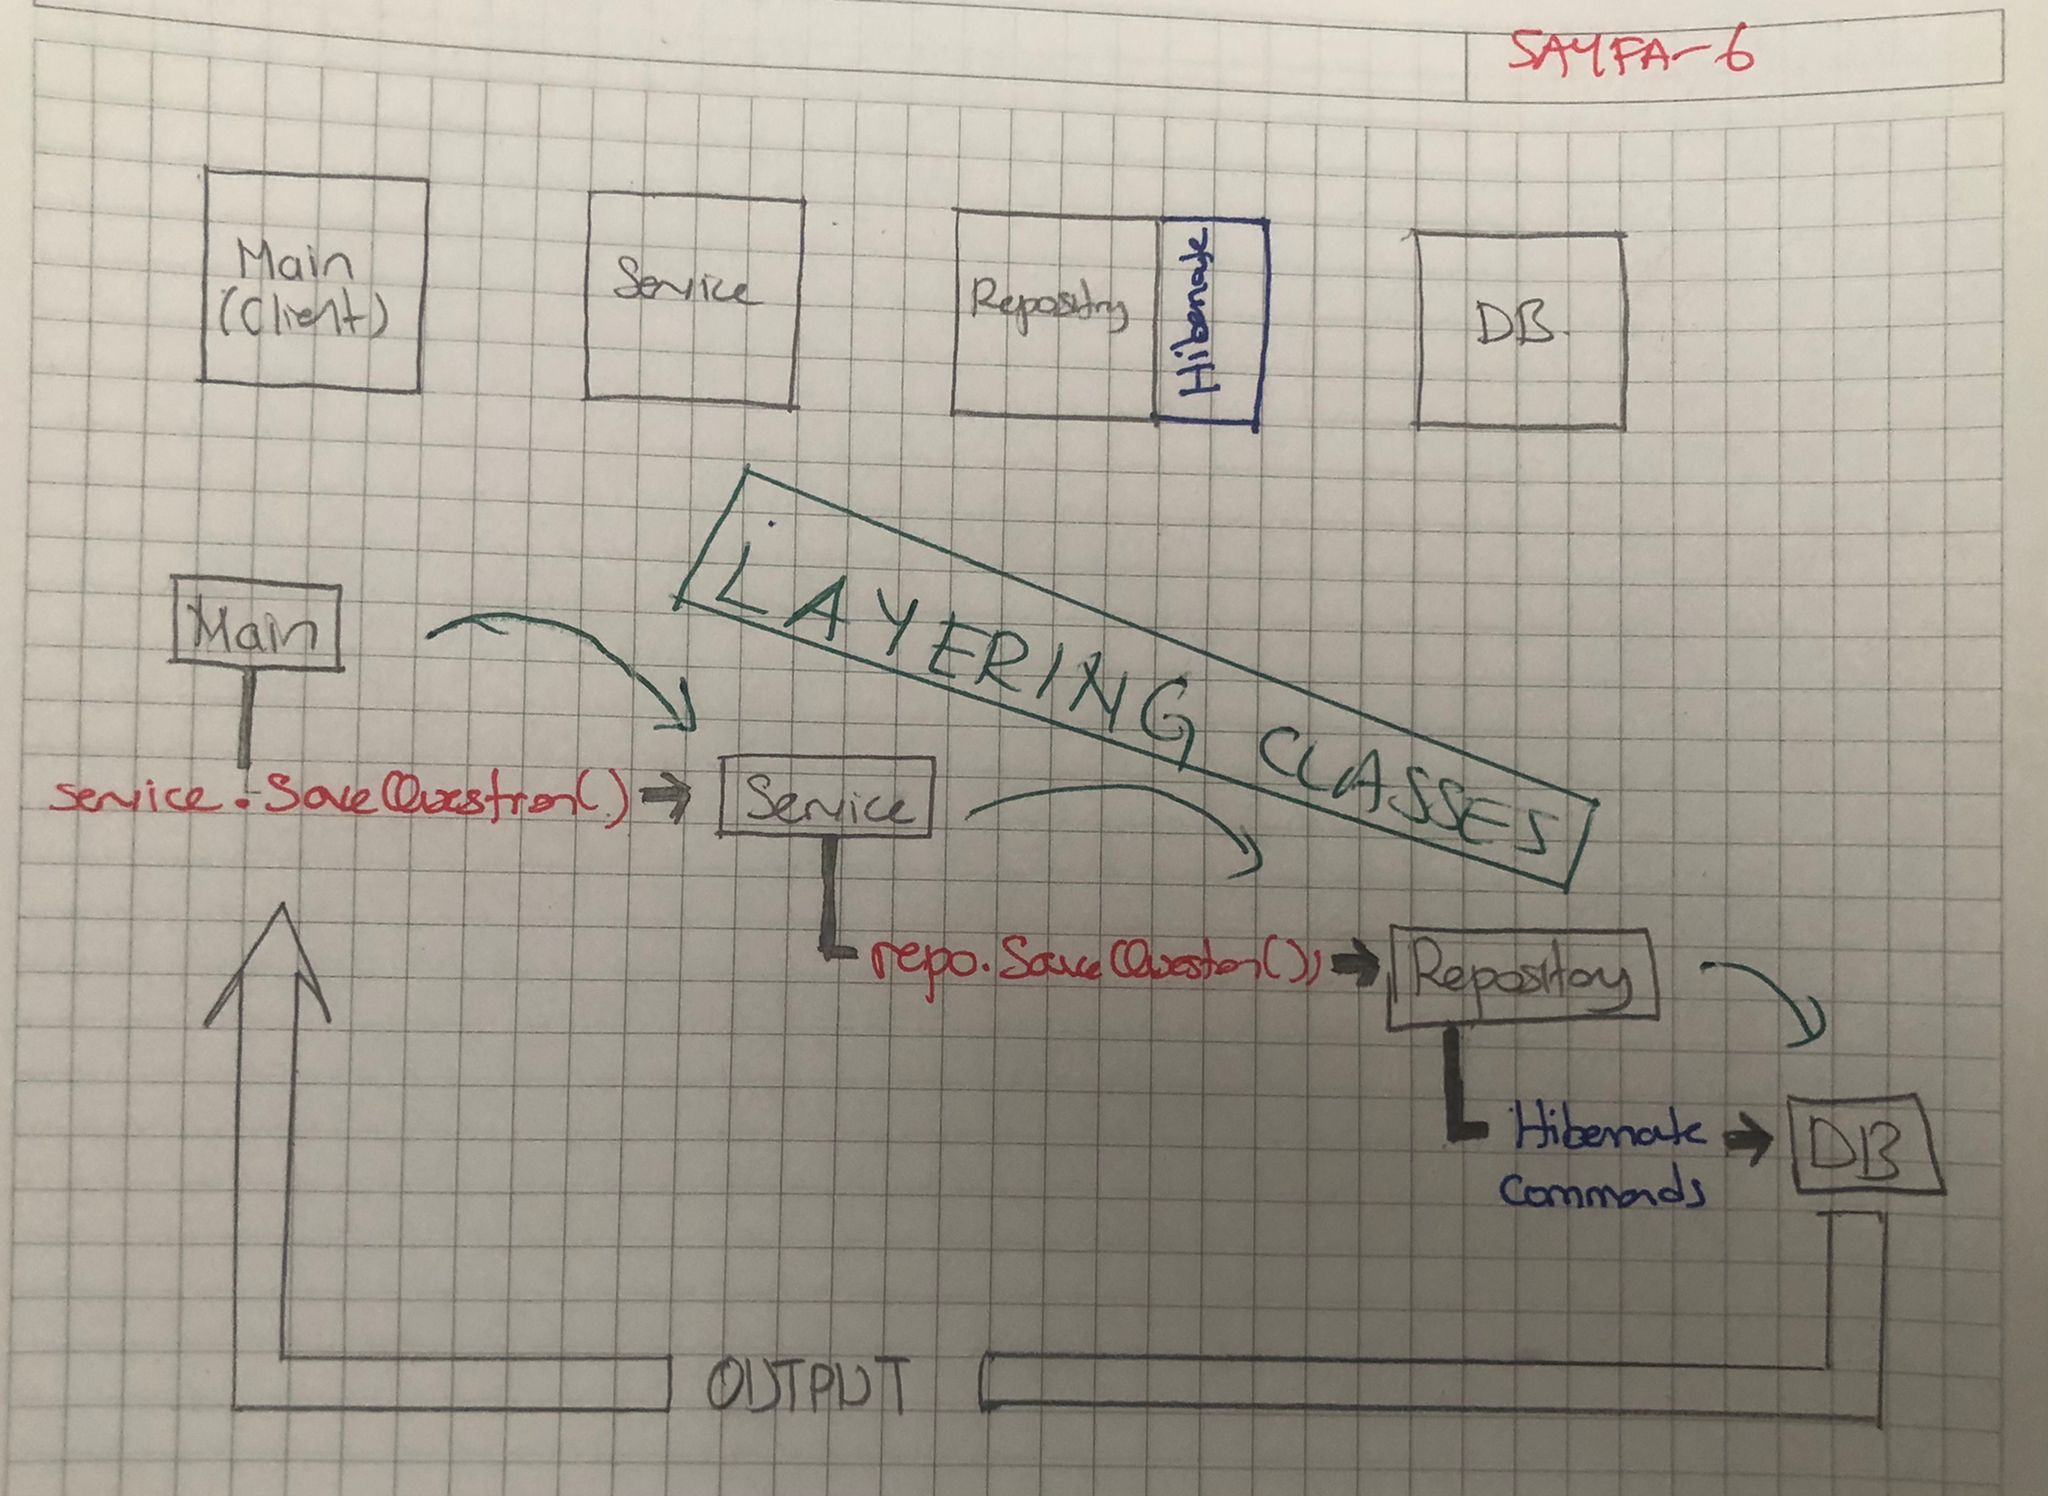 SAYFA-6
Main
(Client)
Service
Repository
Hibernate
DB
LAYERING CLASSES
Main
service.SaveQuestion()
Service
repo.SaveQuestion();
Repository
Hibernate
Commands
DB
OUTPUT